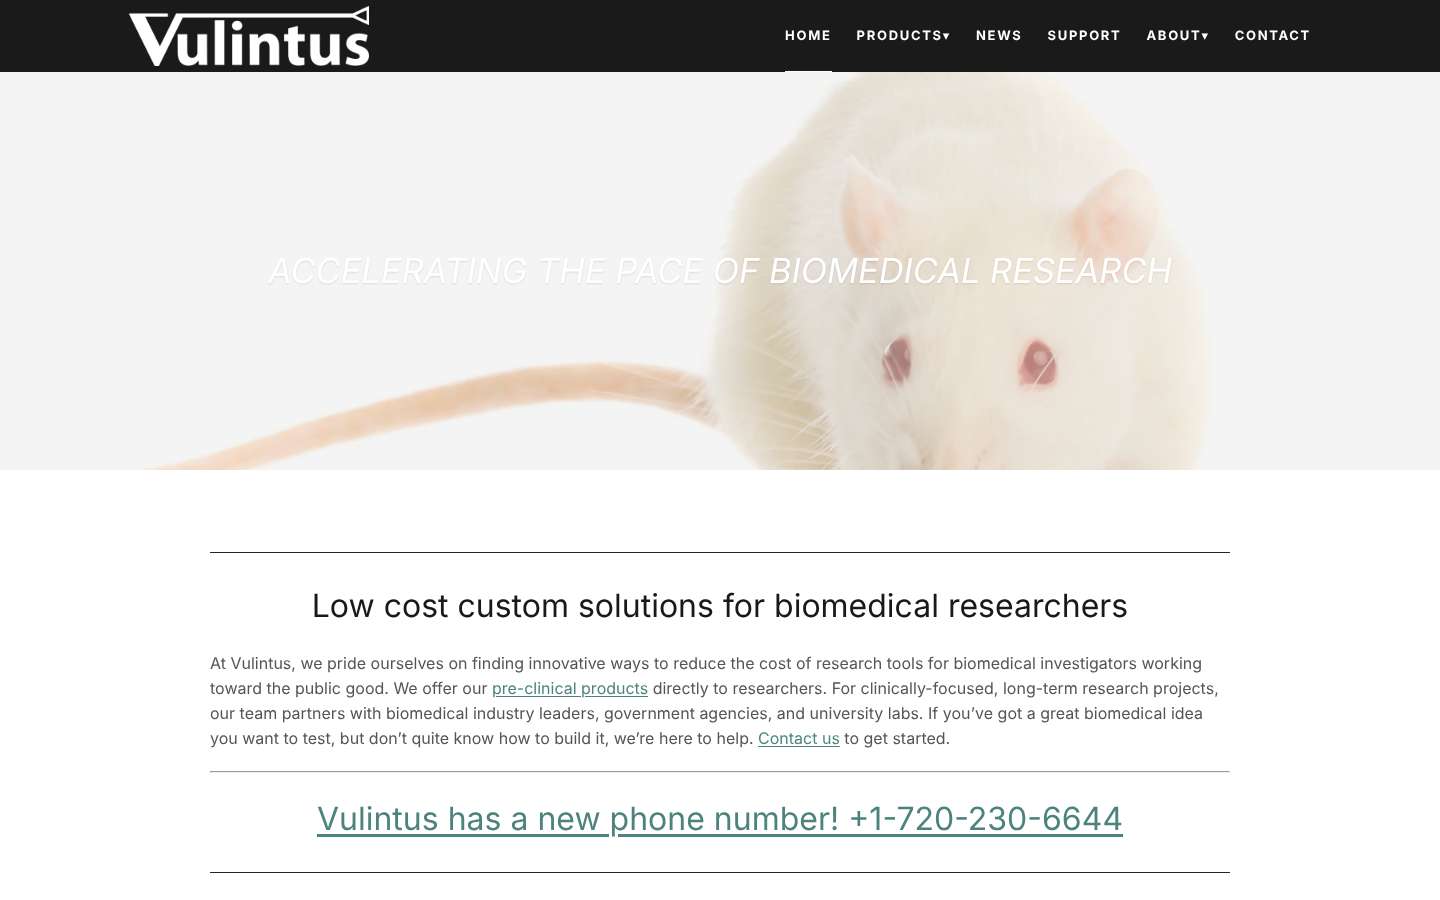 Vulintus
HOME PRODUCTS▾ NEWS SUPPORT ABOUT▾ CONTACT
ACCELERATING THE PACE OF BIOMEDICAL RESEARCH
Low cost custom solutions for biomedical researchers
At Vulintus, we pride ourselves on finding innovative ways to reduce the cost of research tools for biomedical investigators working
toward the public good. We offer our pre-clinical products directly to researchers. For clinically-focused, long-term research projects,
our team partners with biomedical industry leaders, government agencies, and university labs. If you’ve got a great biomedical idea
you want to test, but don’t quite know how to build it, we’re here to help. Contact us to get started.
Vulintus has a new phone number! +1-720-230-6644